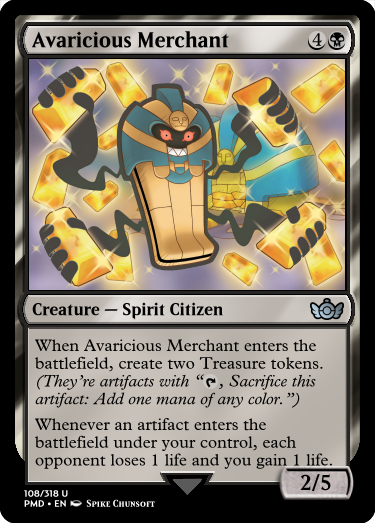 Avaricious Merchant 4
Creature — Spirit Citizen
When Avaricious Merchant enters the
battlefield, create two Treasure tokens.
(They're artifacts with “, Sacrifice this
artifact: Add one mana of any color.”)
Whenever an artifact enters the
battlefield under your control, each
opponent loses 1 life and you gain 1 life.
2/5
108/318 U
PMD • EN Spike Chunsoft